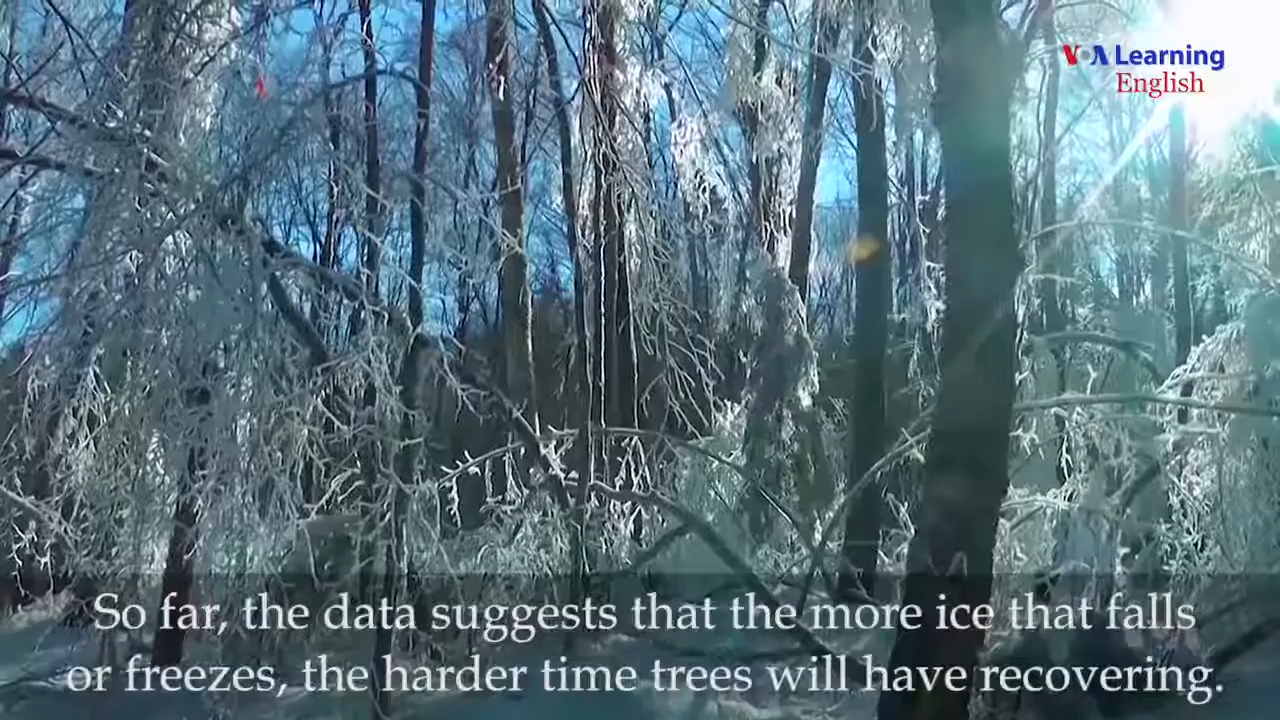 VOA Learning
English
So far, the data suggests that the more ice that falls
or freezes, the harder time trees will have recovering.